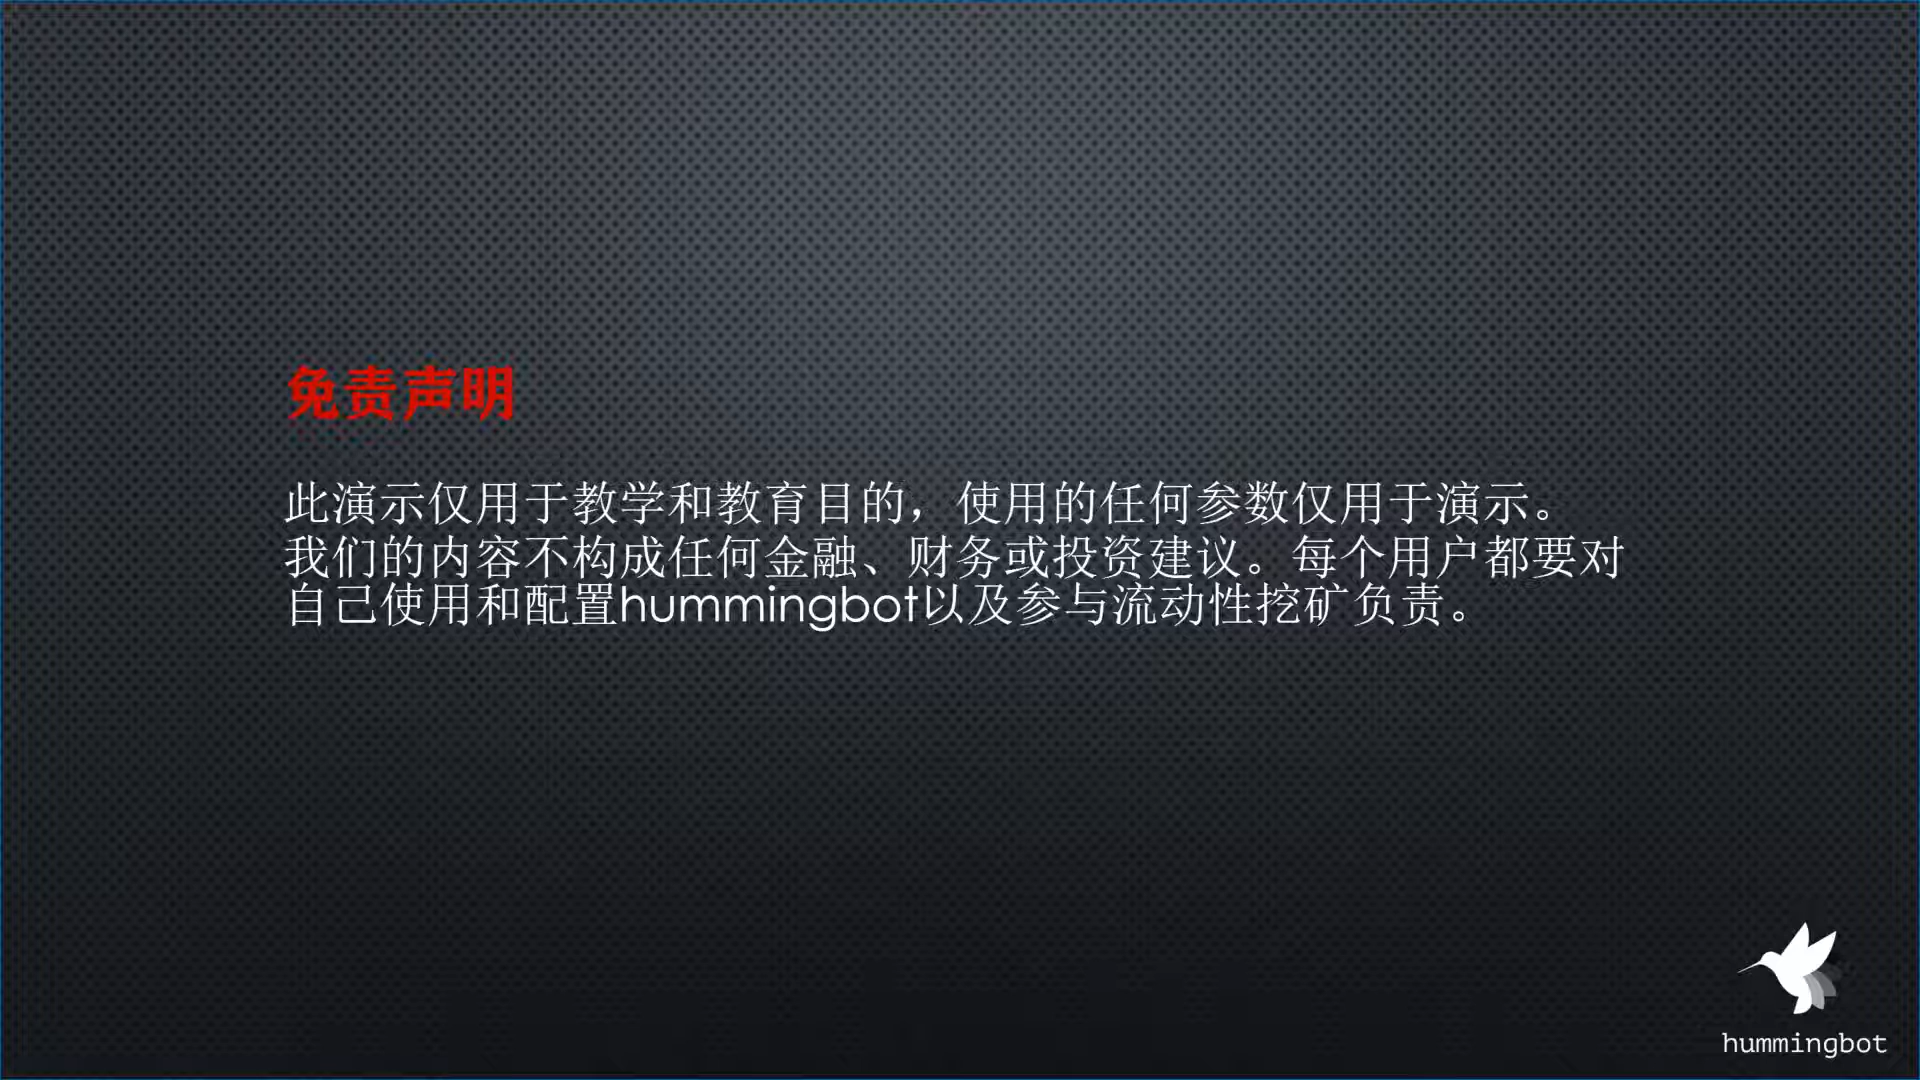 免责声明
此演示仅用于教学和教育目的，使用的任何参数仅用于演示。
我们的内容不构成任何金融、财务或投资建议。每个用户都要对
自己使用和配置hummingbot以及参与流动性挖矿负责。
hummingbot